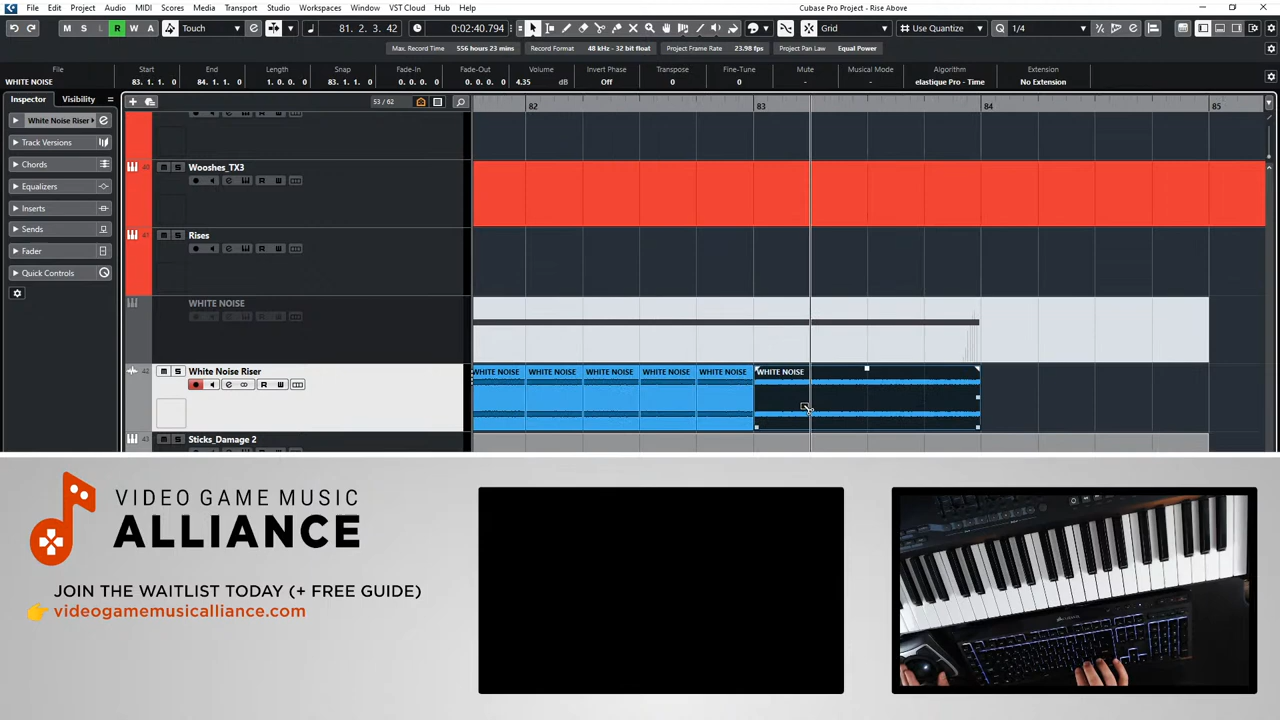 File Edit Project Audio MIDI Scores Media Transport Studio Workspaces Window VST Cloud Hub Help
Cubase Pro Project - Rise Above
M S L R W A Touch 81. 2. 3. 42 0:02:40.794 Grid Use Quantize 1/4
Max. Record Time 556 hours 23 mins Record Format 48 kHz - 32 bit float Project Frame Rate 23.98 fps Project Pan Law Equal Power
File Start End Length Snap Fade-In Fade-Out Volume Invert Phase Transpose Fine-Tune Mute Musical Mode Algorithm Extension
WHITE NOISE 83. 1. 1. 0 84. 1. 1. 0 1. 0. 0. 0 83. 1. 1. 0 0. 0. 0. 0 0. 0. 0. 0 4.35 dB Off 0 0 - - elastique Pro - Time No Extension
Inspector Visibility
53 / 62
82 83 84 85
White Noise Riser
Track Versions
Chords
Equalizers
Inserts
Sends
Fader
Quick Controls
40 M S Wooshes_TX3
R W
41 M S Rises
R W
WHITE NOISE
42 M S White Noise Riser
R W
WHITE NOISE WHITE NOISE WHITE NOISE WHITE NOISE WHITE NOISE WHITE NOISE
43 M S Sticks_Damage 2
VIDEO GAME MUSIC
ALLIANCE
JOIN THE WAITLIST TODAY (+ FREE GUIDE)
videogamemusicalliance.com